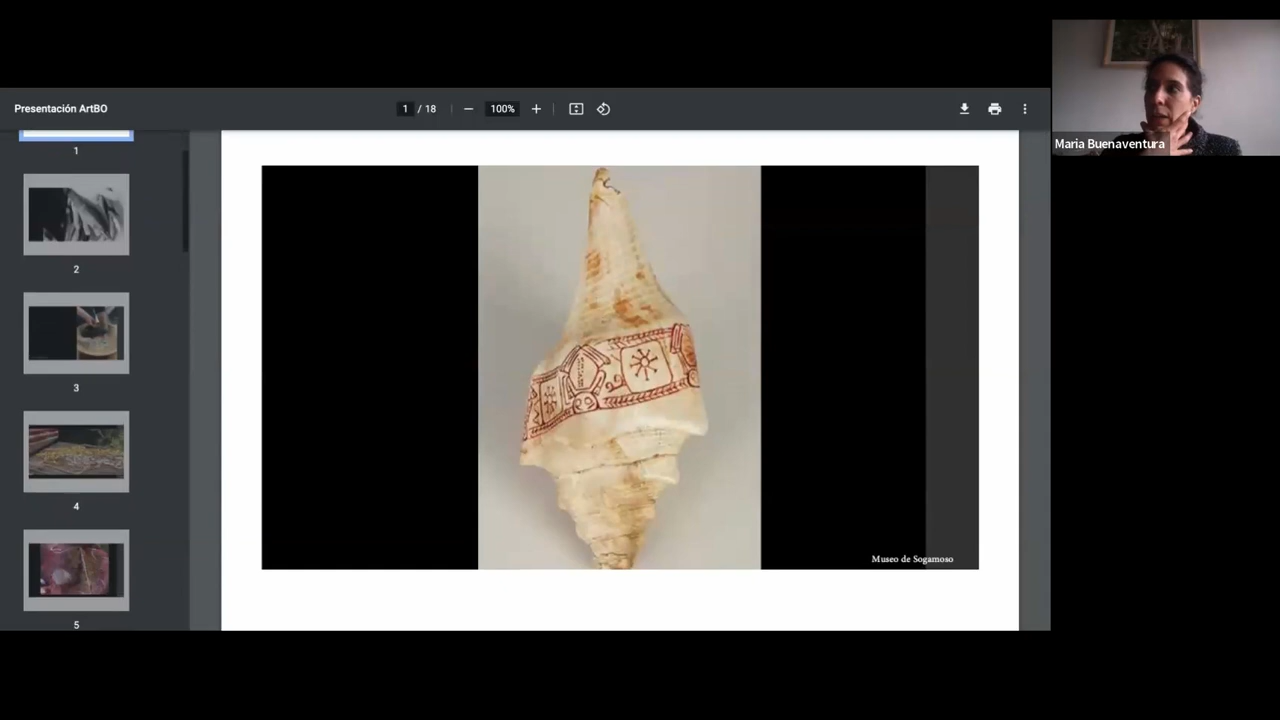 Presentación ArtBO
1 / 18
100%
1
2
3
4
5
Museo de Sogamoso
Maria Buenaventura